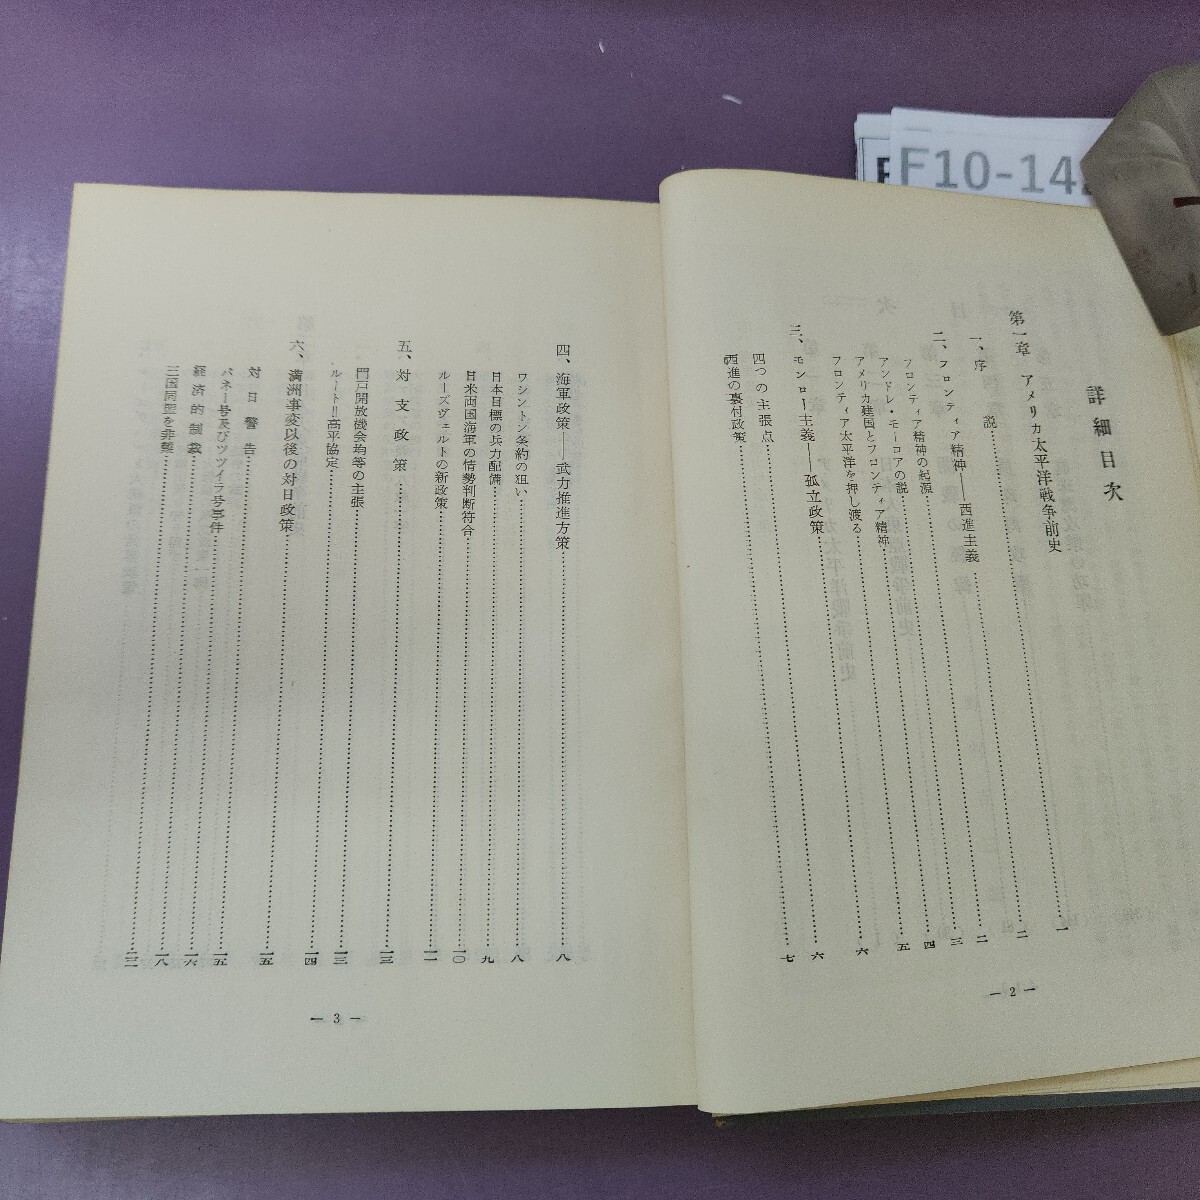 F10-14
詳細目次
第一章　アメリカ太平洋戦争前史
一、序　説……一
二、フロンティア精神――西進主義……二
フロンティア精神の起源……二
アンドレ・モーロアの説……三
アメリカ建国とフロンティア精神……四
フロンティア太平洋を押し渡る……五
三、モンロー主義――孤立政策……六
四つの主張点……六
西進の裏付政策……七
― 2 ―
四、海軍政策――武力推進方策……八
ワシントン条約の狙い……八
日本目標の兵力配備……九
日米両国海軍の情勢判断符合……一〇
ルーズヴェルトの新政策……一一
五、対支政策……一三
門戸開放機会均等の主張……一三
ルート＝高平協定……一四
六、満洲事変以後の対日政策……一五
対日警告……一五
パネー号及びツツイラ号事件……一六
経済的制裁……一八
三国同盟を非難……二二
― 3 ―